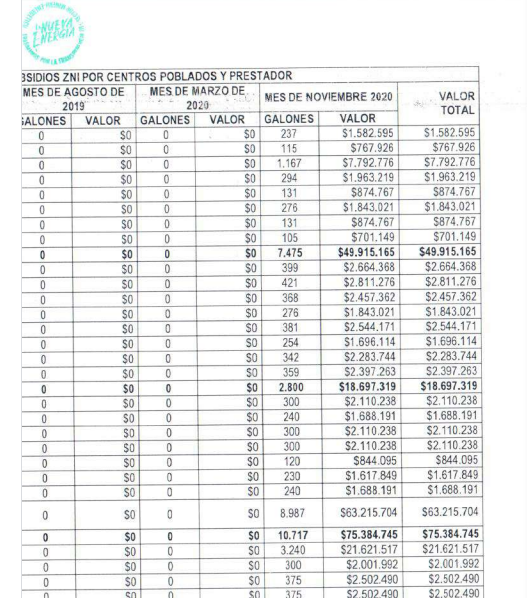 NUEVA
ENERGÍA
BSIDIOS ZNI POR CENTROS POBLADOS Y PRESTADOR
MES DE AGOSTO DE 2019 MES DE MARZO DE 2020 MES DE NOVIEMBRE 2020 VALOR TOTAL
GALONES VALOR GALONES VALOR GALONES VALOR
0 $0 0 $0 237 $1.582.595 $1.582.595
0 $0 0 $0 115 $767.926 $767.926
0 $0 0 $0 1.167 $7.792.776 $7.792.776
0 $0 0 $0 294 $1.963.219 $1.963.219
0 $0 0 $0 131 $874.767 $874.767
0 $0 0 $0 276 $1.843.021 $1.843.021
0 $0 0 $0 131 $874.767 $874.767
0 $0 0 $0 105 $701.149 $701.149
0 $0 0 $0 7.475 $49.915.165 $49.915.165
0 $0 0 $0 399 $2.664.368 $2.664.368
0 $0 0 $0 421 $2.811.276 $2.811.276
0 $0 0 $0 368 $2.457.362 $2.457.362
0 $0 0 $0 276 $1.843.021 $1.843.021
0 $0 0 $0 381 $2.544.171 $2.544.171
0 $0 0 $0 254 $1.696.114 $1.696.114
0 $0 0 $0 342 $2.283.744 $2.283.744
0 $0 0 $0 359 $2.397.263 $2.397.263
0 $0 0 $0 2.800 $18.697.319 $18.697.319
0 $0 0 $0 300 $2.110.238 $2.110.238
0 $0 0 $0 240 $1.688.191 $1.688.191
0 $0 0 $0 300 $2.110.238 $2.110.238
0 $0 0 $0 300 $2.110.238 $2.110.238
0 $0 0 $0 120 $844.095 $844.095
0 $0 0 $0 230 $1.617.849 $1.617.849
0 $0 0 $0 240 $1.688.191 $1.688.191
0 $0 0 $0 8.987 $63.215.704 $63.215.704
0 $0 0 $0 10.717 $75.384.745 $75.384.745
0 $0 0 $0 3.240 $21.621.517 $21.621.517
0 $0 0 $0 300 $2.001.992 $2.001.992
0 $0 0 $0 375 $2.502.490 $2.502.490
0 $0 0 $0 375 $2.502.490 $2.502.490